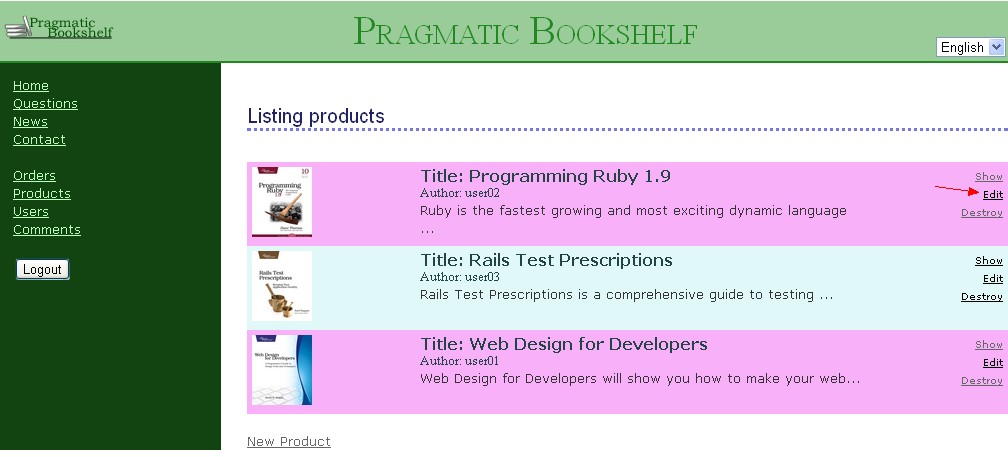 Pragmatic
Bookshelf
PRAGMATIC BOOKSHELF
English
Home
Questions
News
Contact
Orders
Products
Users
Comments
Logout
Listing products
Programming
Ruby
1.9
10
Title: Programming Ruby 1.9
Author: user02
Ruby is the fastest growing and most exciting dynamic language
...
Show
Edit
Destroy
Rails Test
Prescriptions
Title: Rails Test Prescriptions
Author: user03
Rails Test Prescriptions is a comprehensive guide to testing ...
Show
Edit
Destroy
Web Design
for Developers
Title: Web Design for Developers
Author: user01
Web Design for Developers will show you how to make your web...
Show
Edit
Destroy
New Product